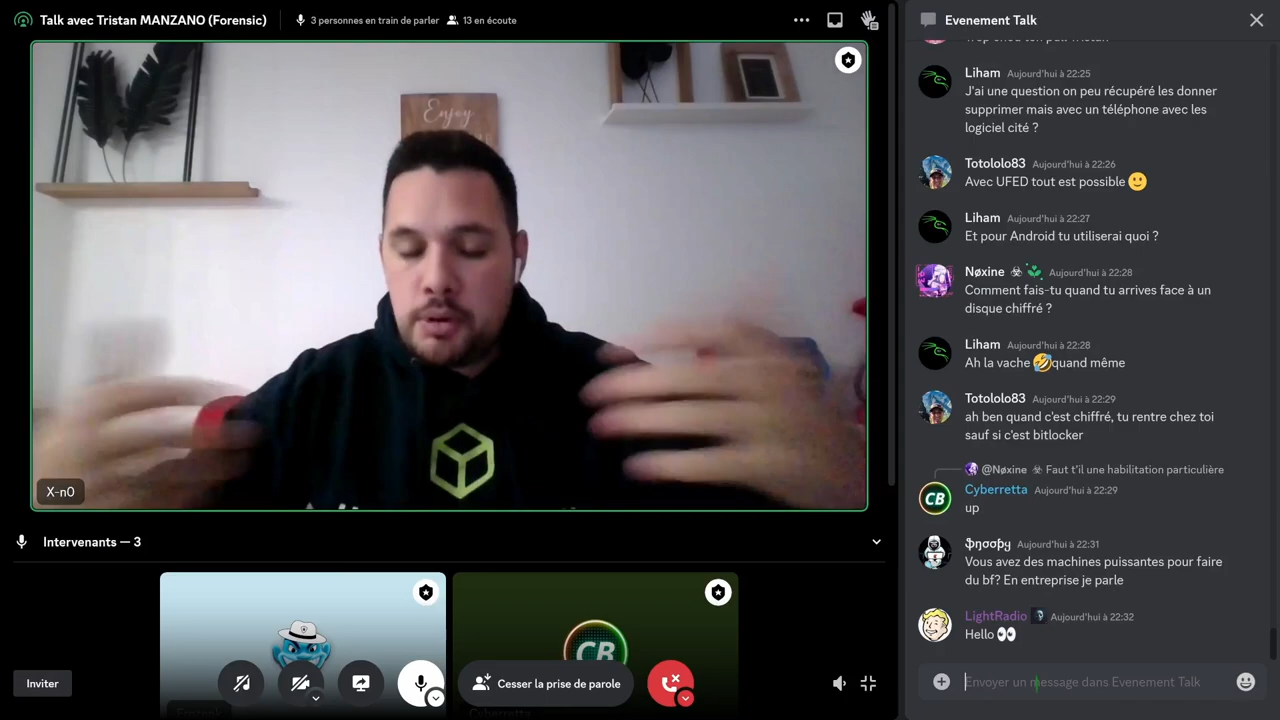 Talk avec Tristan MANZANO (Forensic)
3 personnes en train de parler
13 en écoute
Evenement Talk
Liham Aujourd'hui à 22:25
J'ai une question on peu récupéré les donner
supprimer mais avec un téléphone avec les
logiciel cité ?
Totololo83 Aujourd'hui à 22:26
Avec UFED tout est possible 🙂
Liham Aujourd'hui à 22:27
Et pour Android tu utiliserai quoi ?
Nøxine ☣ Aujourd'hui à 22:28
Comment fais-tu quand tu arrives face à un
disque chiffré ?
Liham Aujourd'hui à 22:28
Ah la vache 🤣quand même
Totololo83 Aujourd'hui à 22:29
ah ben quand c'est chiffré, tu rentre chez toi
sauf si c'est bitlocker
@Nøxine ☣ Faut t'il une habilitation particulière
Cyberretta Aujourd'hui à 22:29
up
Aujourd'hui à 22:31
Vous avez des machines puissantes pour faire
du bf? En entreprise je parle
LightRadio Aujourd'hui à 22:32
Hello 👀
Envoyer un message dans Evenement Talk
Enjoy
X-n0
Intervenants — 3
CB
CB
Inviter
Cesser la prise de parole